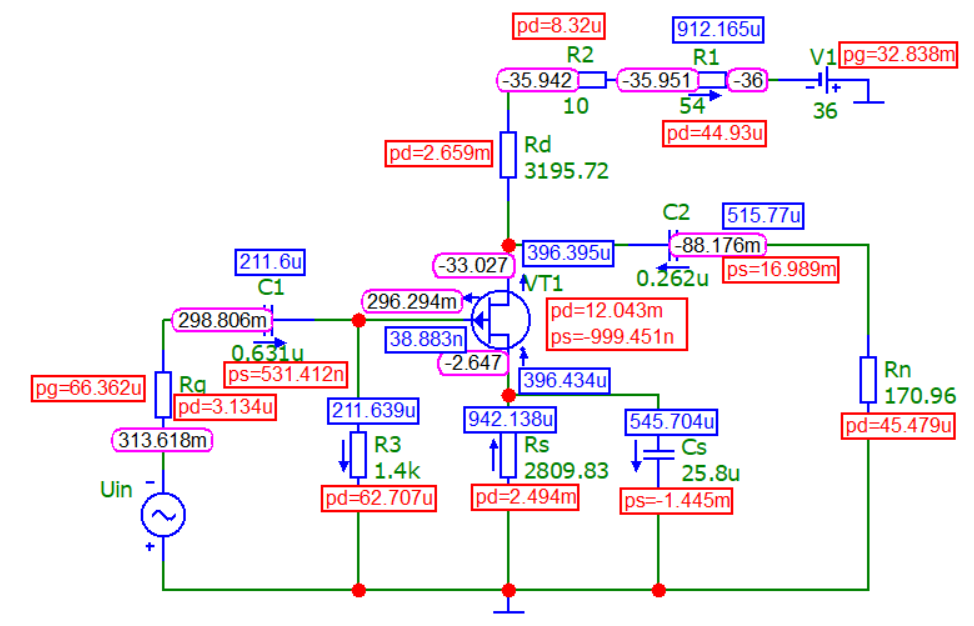 pd=8.32u
912.165u
R2
R1
V1
pg=32.838m
-35.942
-35.951
-36
- +
10
54
36
pd=44.93u
pd=2.659m
Rd
3195.72
C2
515.77u
211.6u
396.395u
-88.176m
ps=16.989m
C1
-33.027
0.262u
VT1
296.294m
298.806m
pd=12.043m
ps=-999.451n
38.883n
0.631u
-2.647
ps=531.412n
396.434u
Rn
170.96
pg=66.362u
Rq
pd=3.134u
211.639u
942.138u
545.704u
pd=45.479u
313.618m
R3
1.4k
Rs
2809.83
Cs
25.8u
Uin
-
+
pd=62.707u
pd=2.494m
ps=-1.445m